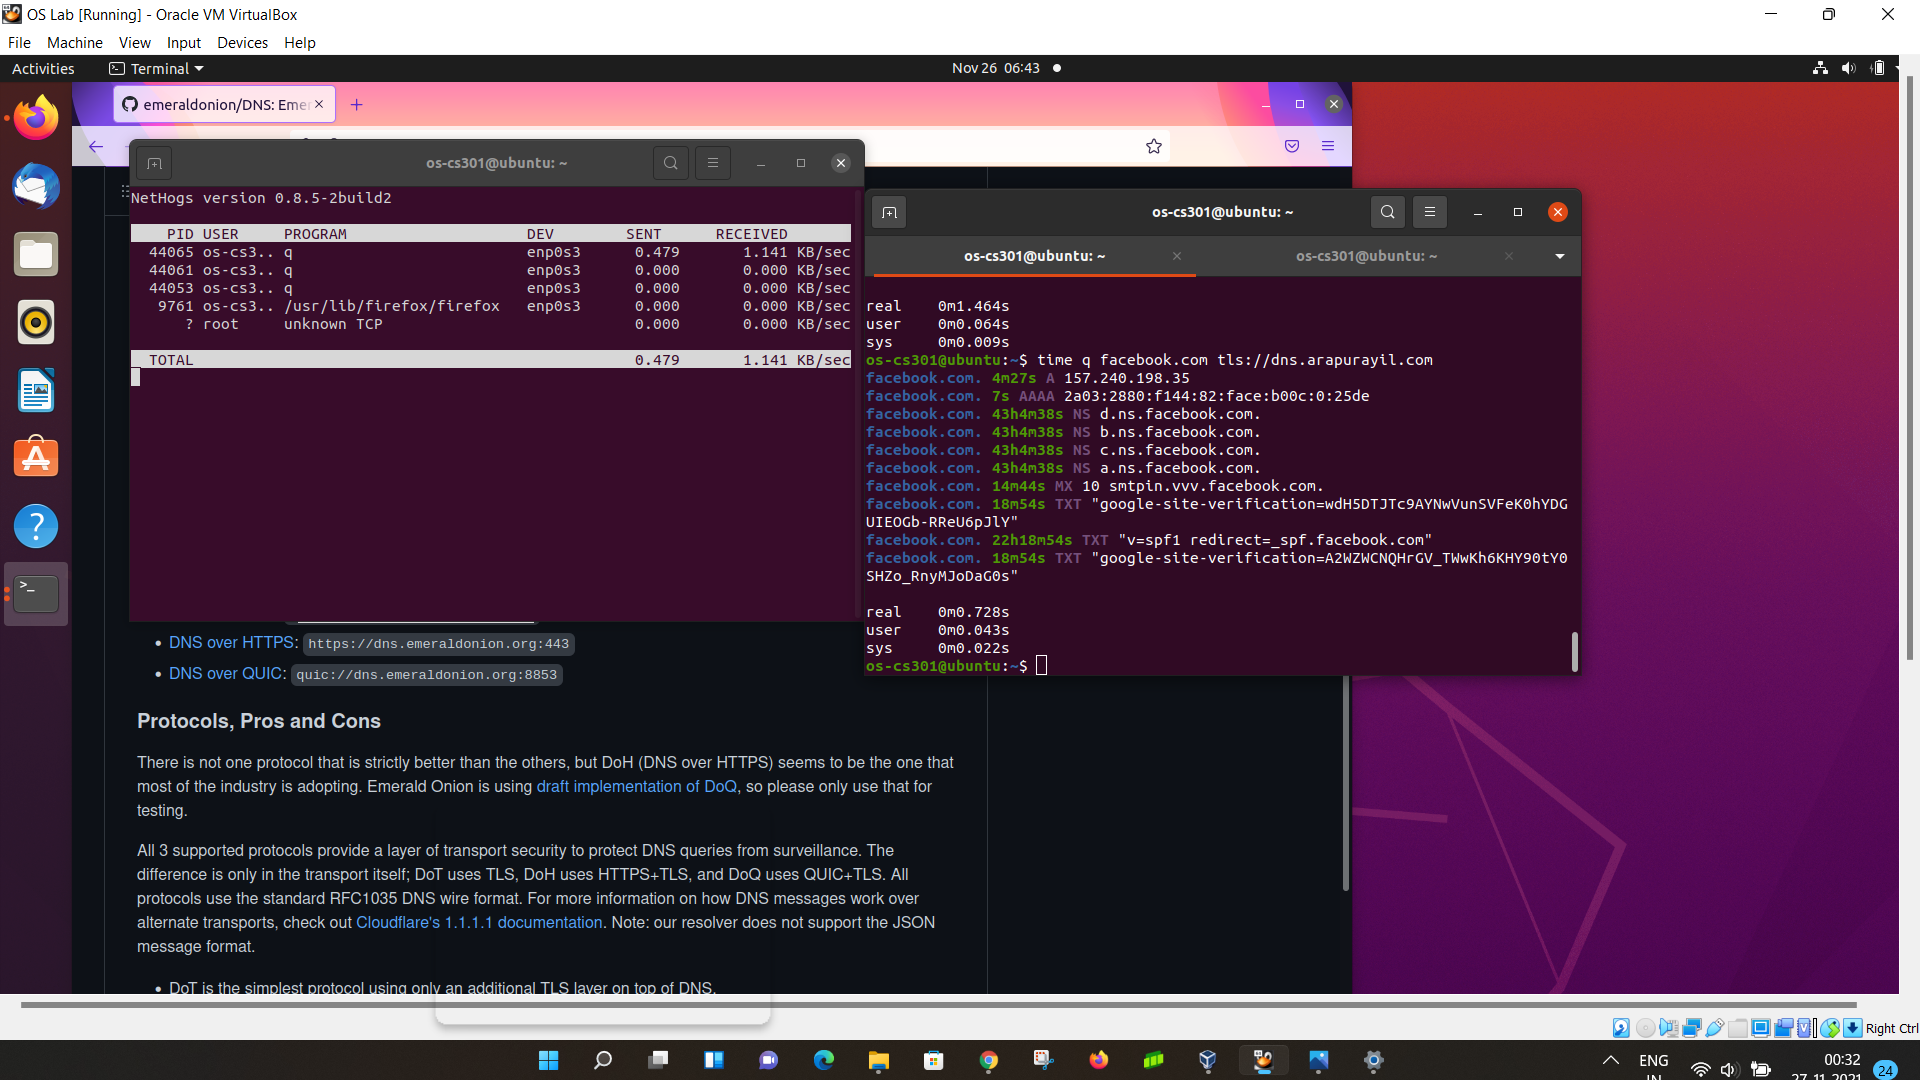 OS Lab [Running] - Oracle VM VirtualBox
File Machine View Input Devices Help
Activities Terminal Nov 26 06:43
emeraldonion/DNS: Eme
os-cs301@ubuntu: ~
NetHogs version 0.8.5-2build2
PID USER PROGRAM DEV SENT RECEIVED
44065 os-cs3.. q enp0s3 0.479 1.141 KB/sec
44061 os-cs3.. q enp0s3 0.000 0.000 KB/sec
44053 os-cs3.. q enp0s3 0.000 0.000 KB/sec
9761 os-cs3.. /usr/lib/firefox/firefox enp0s3 0.000 0.000 KB/sec
? root unknown TCP 0.000 0.000 KB/sec
TOTAL 0.479 1.141 KB/sec
os-cs301@ubuntu: ~
os-cs301@ubuntu: ~ os-cs301@ubuntu: ~
real 0m1.464s
user 0m0.064s
sys 0m0.009s
os-cs301@ubuntu:~$ time q facebook.com tls://dns.arapurayil.com
facebook.com. 4m27s A 157.240.198.35
facebook.com. 7s AAAA 2a03:2880:f144:82:face:b00c:0:25de
facebook.com. 43h4m38s NS d.ns.facebook.com.
facebook.com. 43h4m38s NS b.ns.facebook.com.
facebook.com. 43h4m38s NS c.ns.facebook.com.
facebook.com. 43h4m38s NS a.ns.facebook.com.
facebook.com. 14m44s MX 10 smtpin.vvv.facebook.com.
facebook.com. 18m54s TXT "google-site-verification=wdH5DTJTc9AYNwVunSVFeK0hYDG
UIEOGb-RReU6pJlY"
facebook.com. 22h18m54s TXT "v=spf1 redirect=_spf.facebook.com"
facebook.com. 18m54s TXT "google-site-verification=A2WZWCNQHrGV_TWwKh6KHY90tY0
SHZo_RnyMJoDaG0s"
real 0m0.728s
user 0m0.043s
sys 0m0.022s
os-cs301@ubuntu:~$
• DNS over HTTPS: https://dns.emeraldonion.org:443
• DNS over QUIC: quic://dns.emeraldonion.org:8853
Protocols, Pros and Cons
There is not one protocol that is strictly better than the others, but DoH (DNS over HTTPS) seems to be the one that
most of the industry is adopting. Emerald Onion is using draft implementation of DoQ, so please only use that for
testing.
All 3 supported protocols provide a layer of transport security to protect DNS queries from surveillance. The
difference is only in the transport itself; DoT uses TLS, DoH uses HTTPS+TLS, and DoQ uses QUIC+TLS. All
protocols use the standard RFC1035 DNS wire format. For more information on how DNS messages work over
alternate transports, check out Cloudflare's 1.1.1.1 documentation. Note: our resolver does not support the JSON
message format.
• DoT is the simplest protocol using only an additional TLS layer on top of DNS.
Right Ctrl
ENG
IN
00:32
27-11-2021
24